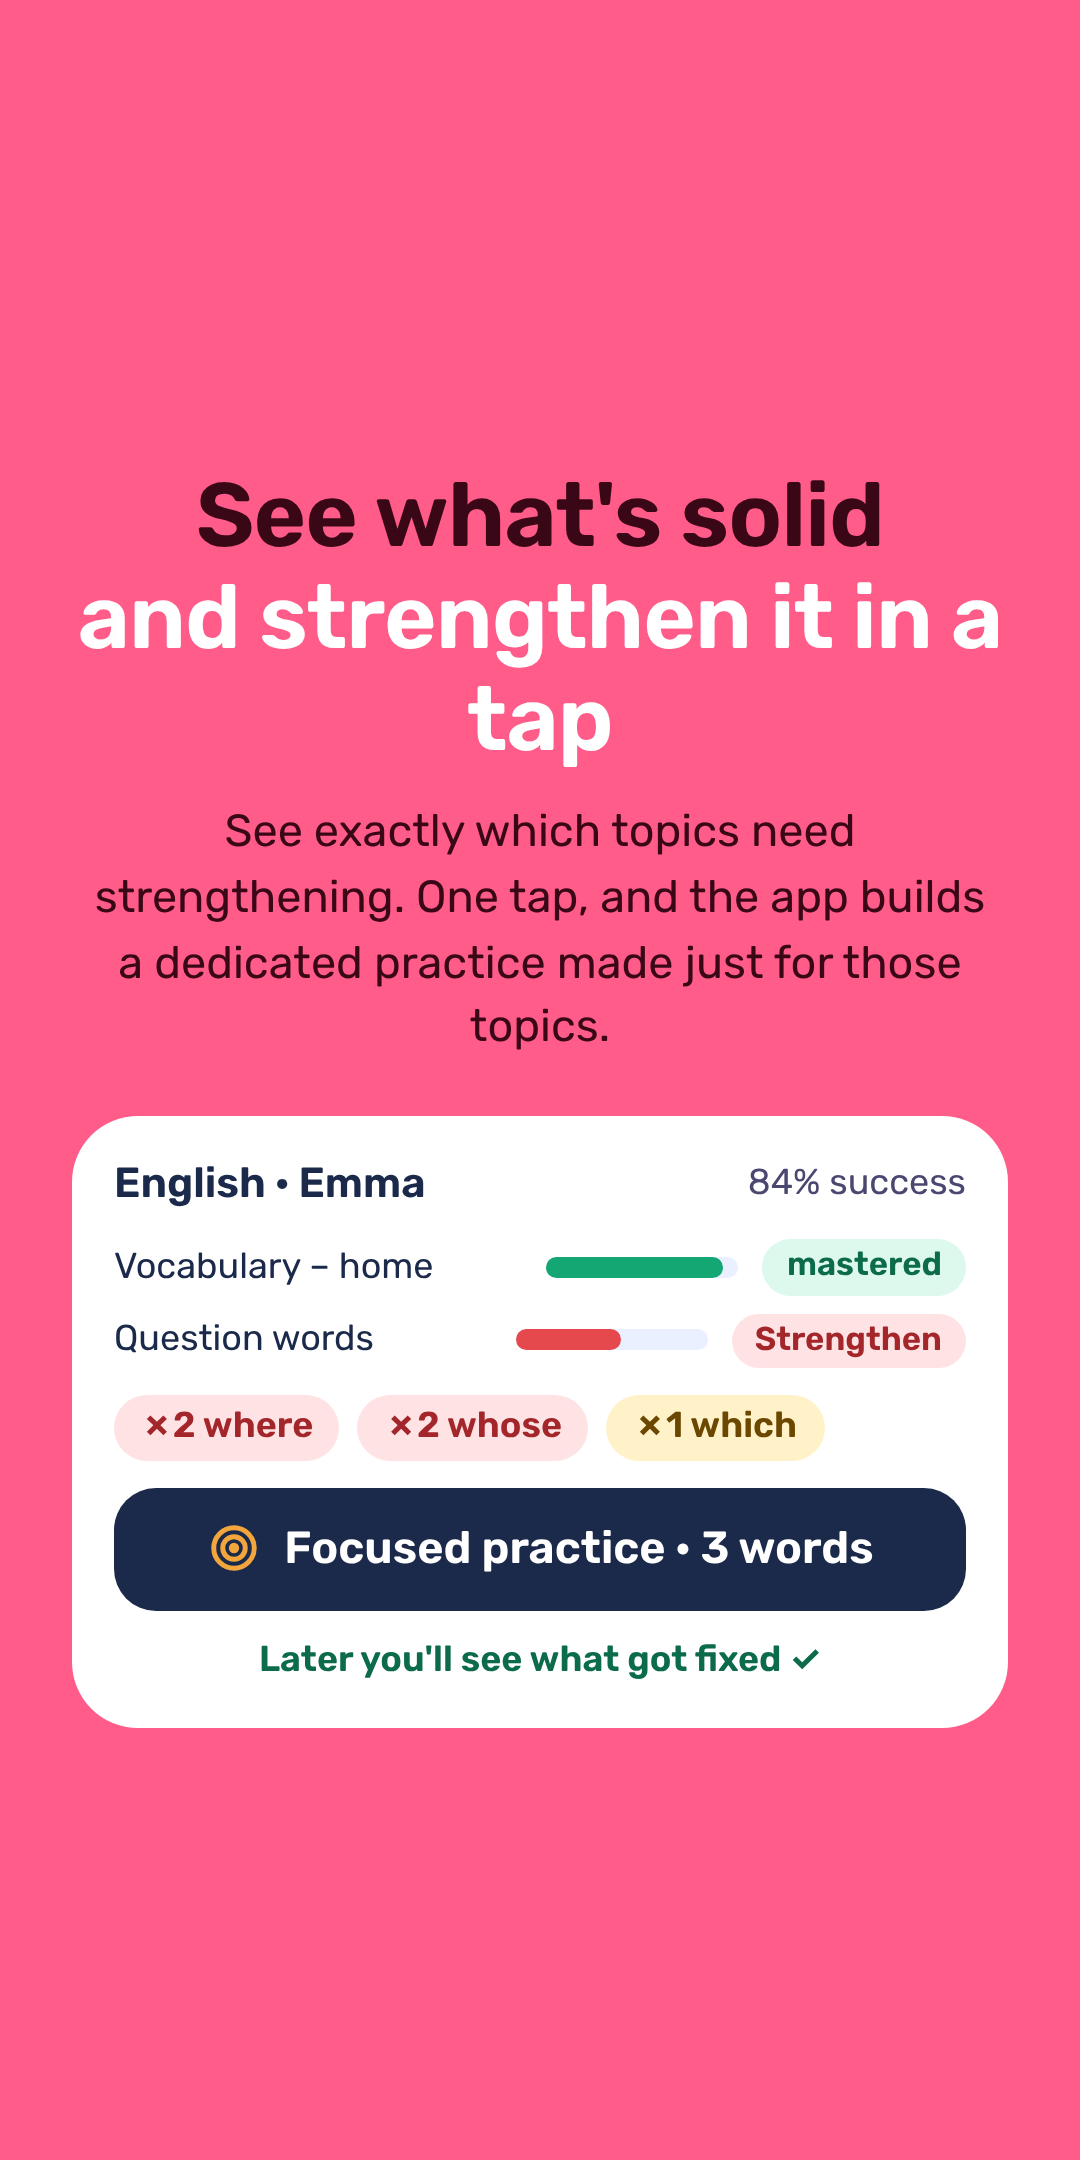 See what's solid
and strengthen it in a
tap
See exactly which topics need
strengthening. One tap, and the app builds
a dedicated practice made just for those
topics.
English • Emma
84% success
Vocabulary – home
mastered
Question words
Strengthen
×2 where
×2 whose
×1 which
Focused practice • 3 words
Later you'll see what got fixed ✓